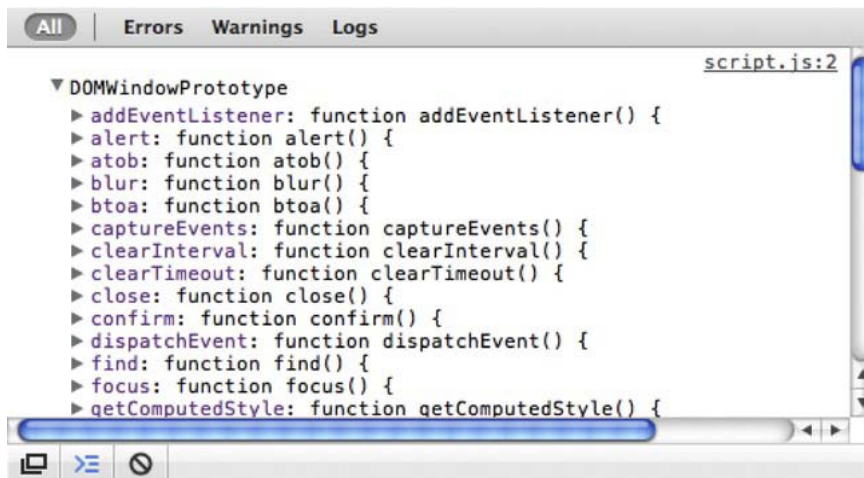 All Errors Warnings Logs
script.js:2
▼DOMWindowPrototype
▶addEventListener: function addEventListener() {
▶alert: function alert() {
▶atob: function atob() {
▶blur: function blur() {
▶btoa: function btoa() {
▶captureEvents: function captureEvents() {
▶clearInterval: function clearInterval() {
▶clearTimeout: function clearTimeout() {
▶close: function close() {
▶confirm: function confirm() {
▶dispatchEvent: function dispatchEvent() {
▶find: function find() {
▶focus: function focus() {
▶getComputedStyle: function getComputedStyle() {